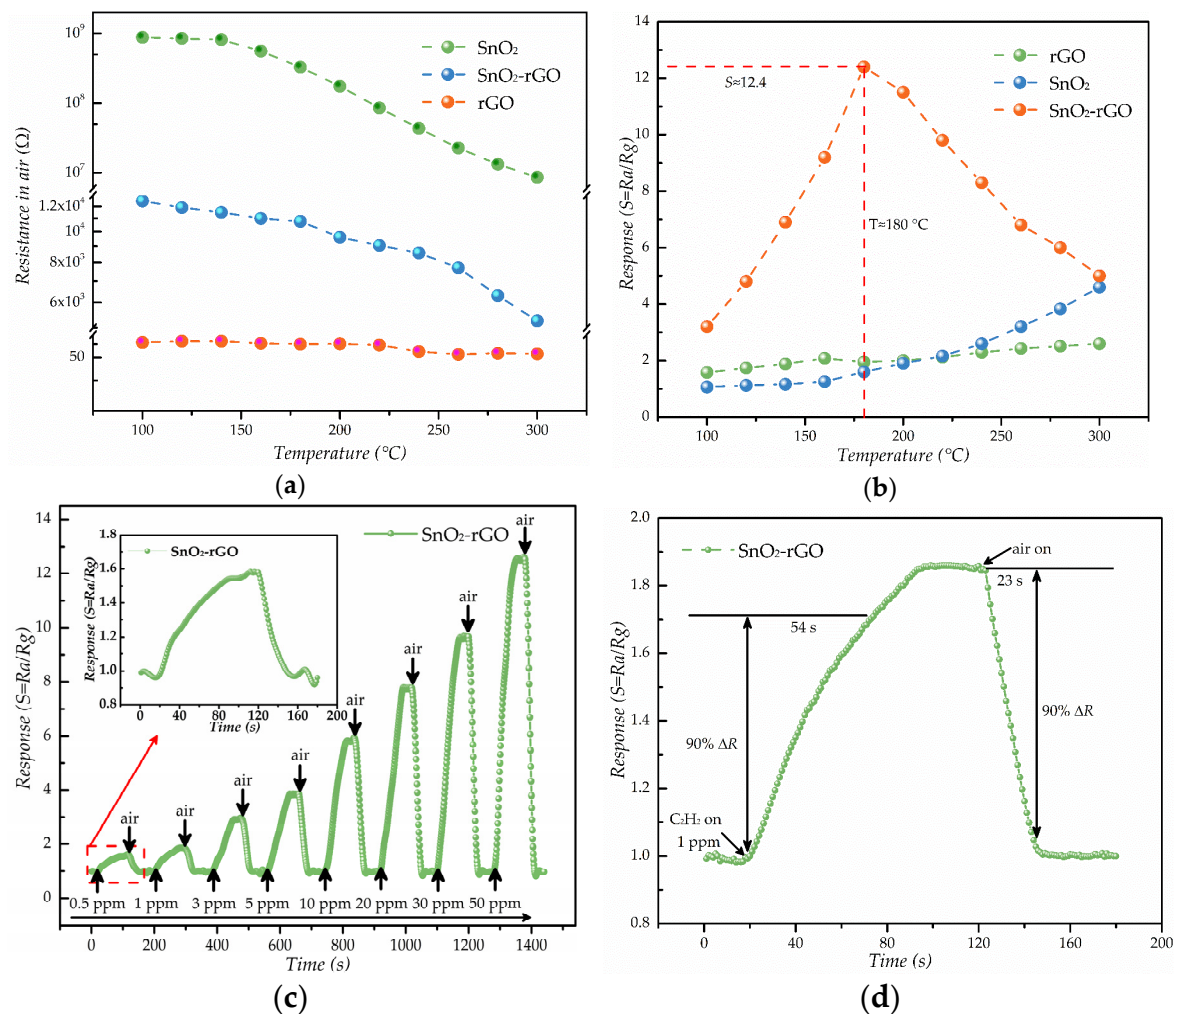 10⁹
10⁸
10⁷
1.2x10⁴
10⁴
8x10³
6x10³
50
Resistance in air (Ω)
SnO₂
SnO₂-rGO
rGO
100 150 200 250 300
Temperature (°C)
(a)
14
12
10
8
6
4
2
0
Response (S=Ra/Rg)
S≈12.4
T≈180 °C
rGO
SnO₂
SnO₂-rGO
100 150 200 250 300
Temperature (°C)
(b)
14
12
10
8
6
4
2
0
Response (S=Ra/Rg)
SnO₂-rGO
1.8
1.6
1.4
1.2
1.0
0.8
Response (S=Ra/Rg)
SnO₂-rGO
0 40 80 120 160 200
Time (s)
air
air
air
air
air
air
air
air
0.5 ppm 1 ppm 3 ppm 5 ppm 10 ppm 20 ppm 30 ppm 50 ppm
0 200 400 600 800 1000 1200 1400
Time (s)
(c)
2.0
1.8
1.6
1.4
1.2
1.0
0.8
Response (S=Ra/Rg)
SnO₂-rGO
air on
23 s
54 s
90% ΔR
90% ΔR
C₂H₂ on
1 ppm
0 40 80 120 160 200
Time (s)
(d)